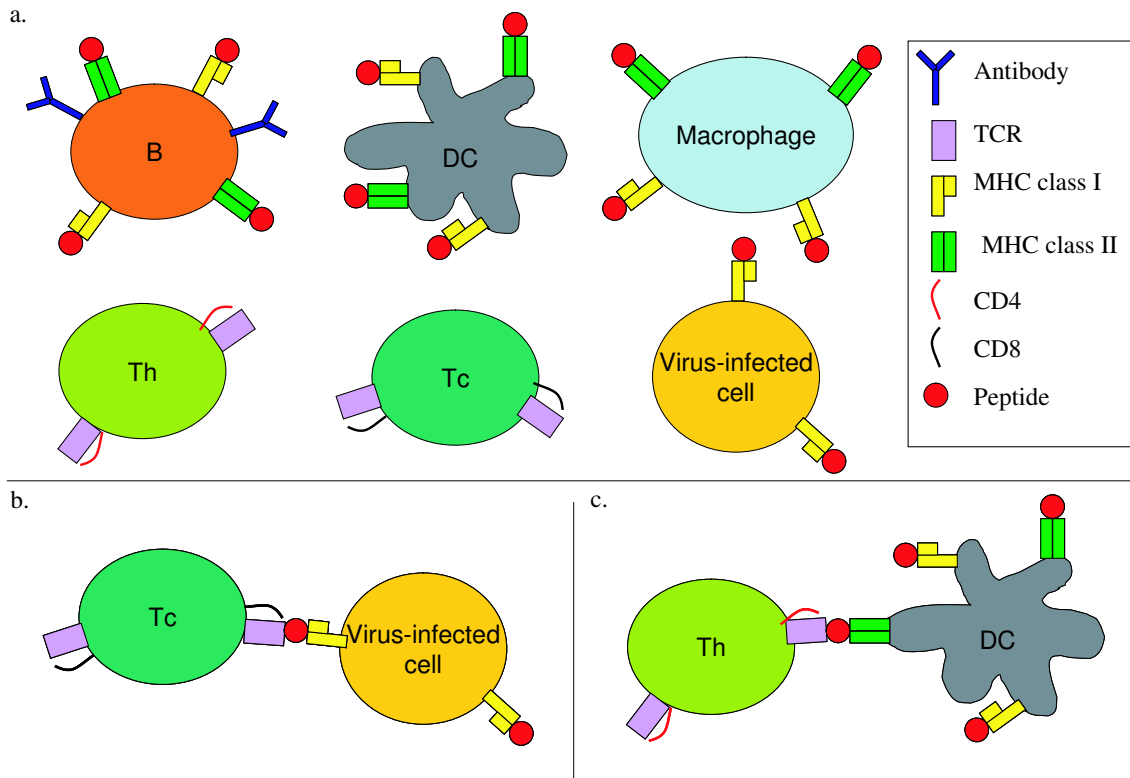 a.
B
DC
Macrophage
Th
Tc
Virus-infected
cell
Antibody
TCR
MHC class I
MHC class II
CD4
CD8
Peptide
b.
Tc
Virus-infected
cell
c.
Th
DC